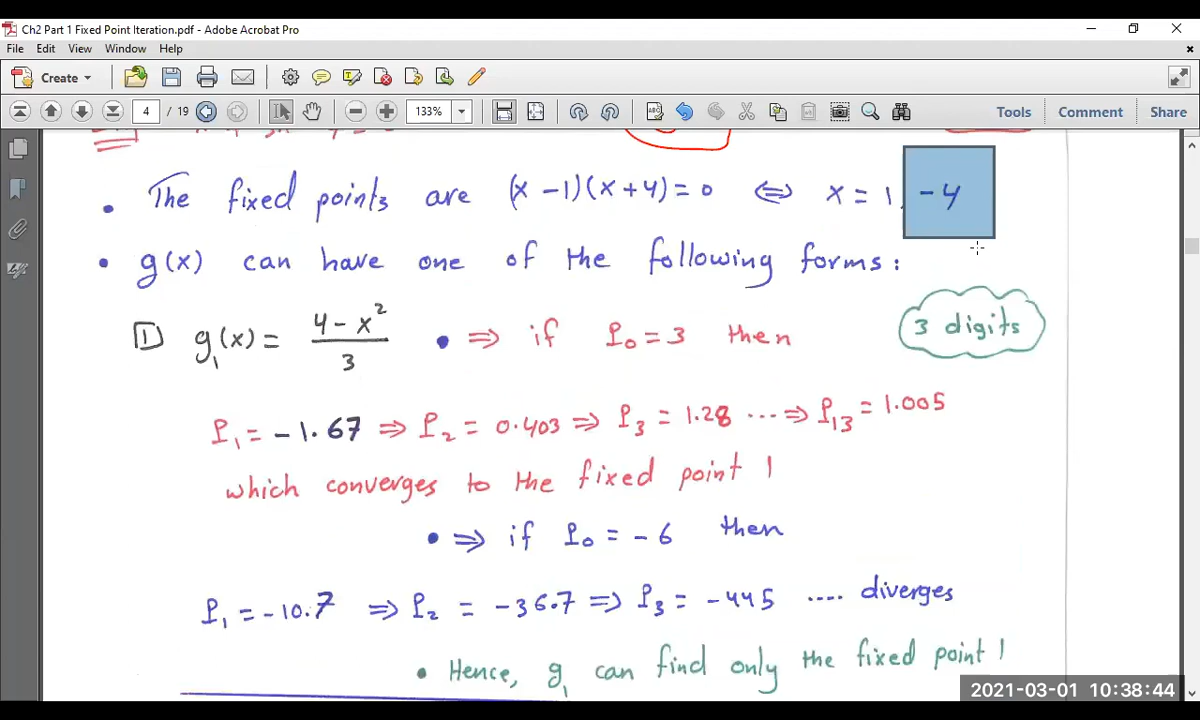 Ch2 Part 1 Fixed Point Iteration.pdf - Adobe Acrobat Pro
File Edit View Window Help
Create
4 / 19 133% Tools Comment Share
• The fixed points are (x - 1)(x + 4) = 0 ⇔ x = 1, -4
• g(x) can have one of the following forms:
① g₁(x) = (4 - x²)/3 • ⇒ if P₀ = 3 then
3 digits
P₁ = -1.67 ⇒ P₂ = 0.403 ⇒ P₃ = 1.28 ... ⇒ P₁₃ = 1.005
which converges to the fixed point 1
• ⇒ if P₀ = -6 then
P₁ = -10.7 ⇒ P₂ = -36.7 ⇒ P₃ = -445 .... diverges
• Hence, g₁ can find only the fixed point 1
2021-03-01 10:38:44